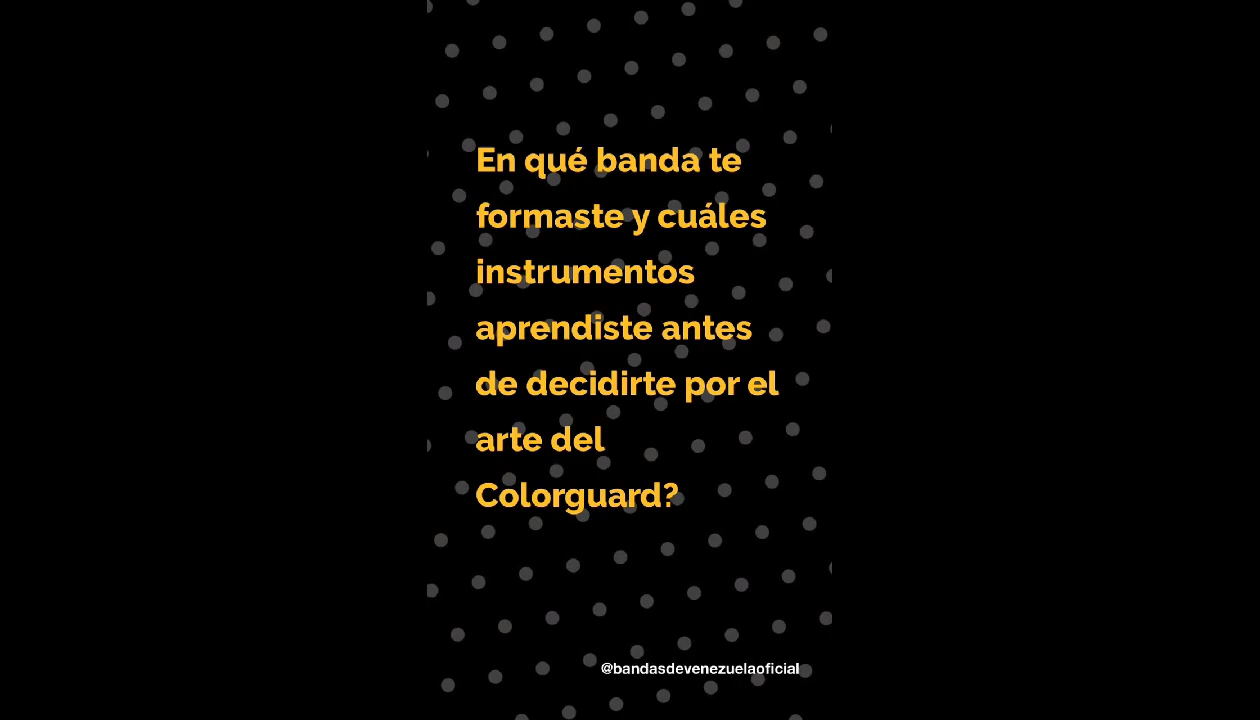 En qué banda te
formaste y cuáles
instrumentos
aprendiste antes
de decidirte por el
arte del
Colorguard?
@bandasdevenezuelaoficial